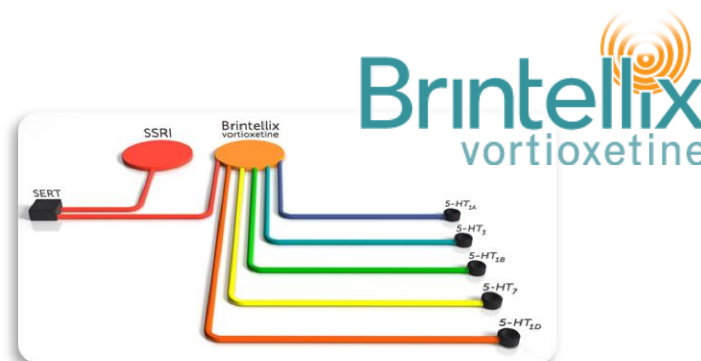 Brintellix
vortioxetine
SSRI
Brintellix
vortioxetine
SERT
5-HT1A
5-HT3
5-HT1B
5-HT7
5-HT1D